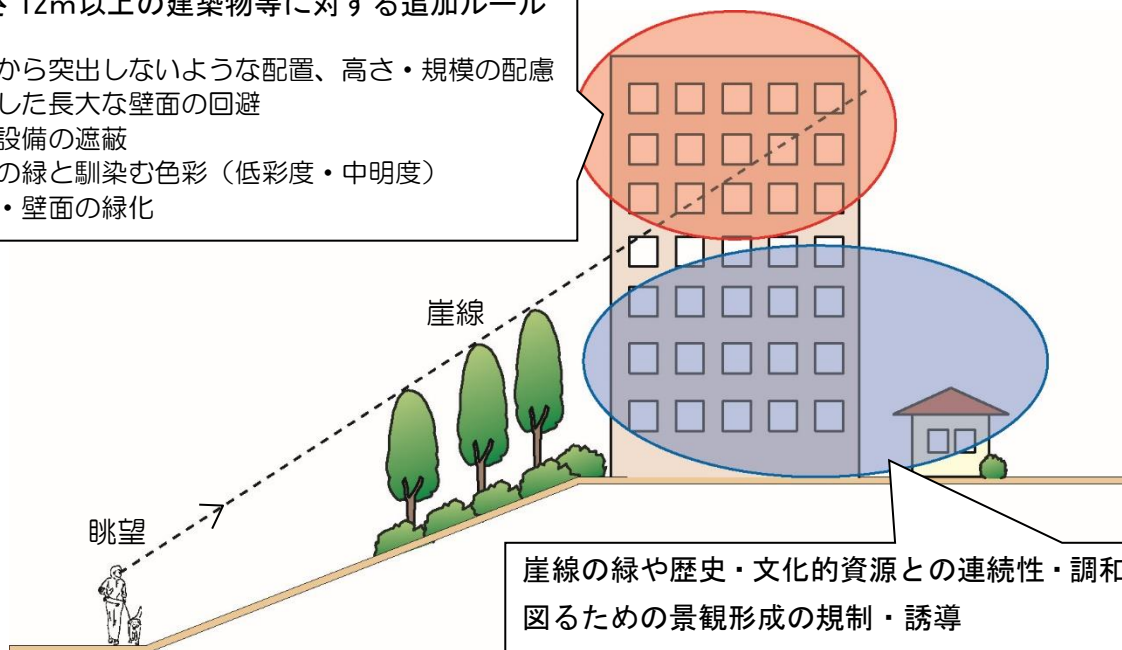 12m以上の建築物等に対する追加ルール
から突出しないような配置、高さ・規模の配慮
した長大な壁面の回避
設備の遮蔽
の緑と馴染む色彩（低彩度・中明度）
・壁面の緑化
崖線
眺望
崖線の緑や歴史・文化的資源との連続性・調和
図るための景観形成の規制・誘導